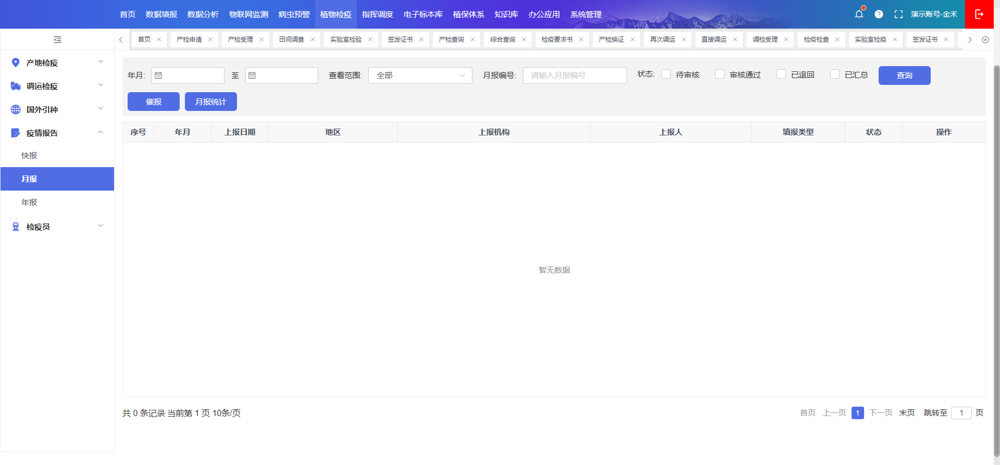 首页 数据填报 数据分析 物联网监测 病虫预警 植物检疫 指挥调度 电子标本库 植保体系 知识库 办公应用 系统管理 演示账号-金禾
首页 产检申请 产检受理 田间调查 实验室检验 签发证书 产检查询 综合查询 检疫要求书 产检换证 再次调运 直接调运 调检受理 检疫检查 实验室检疫 签发证书
产地检疫
调运检疫
国外引种
疫情报告
快报
月报
年报
检疫员
年月: 至 查看范围: 全部 月报编号: 请输入月报编号 状态: 待审核 审核通过 已退回 已汇总 查询
催报 月报统计
序号 年月 上报日期 地区 上报机构 上报人 填报类型 状态 操作
暂无数据
共 0 条记录 当前第 1 页 10条/页 首页 上一页 1 下一页 末页 跳转至 1 页